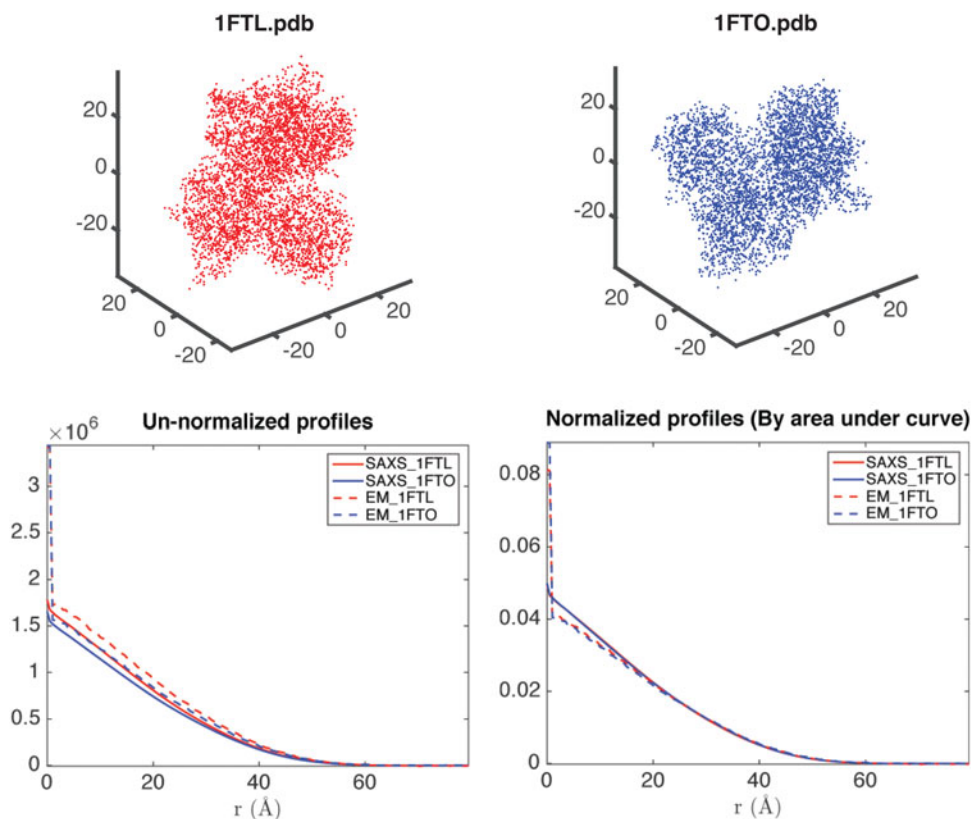 1FTL.pdb
1FTO.pdb
20
0
-20
20
0
-20
-20
0
20
20
0
-20
20
0
-20
-20
0
20
Un-normalized profiles
× 10⁶
3
2.5
2
1.5
1
0.5
0
0
20
40
60
r (Å)
SAXS_1FTL
SAXS_1FTO
EM_1FTL
EM_1FTO
Normalized profiles (By area under curve)
0.08
0.06
0.04
0.02
0
0
20
40
60
r (Å)
SAXS_1FTL
SAXS_1FTO
EM_1FTL
EM_1FTO